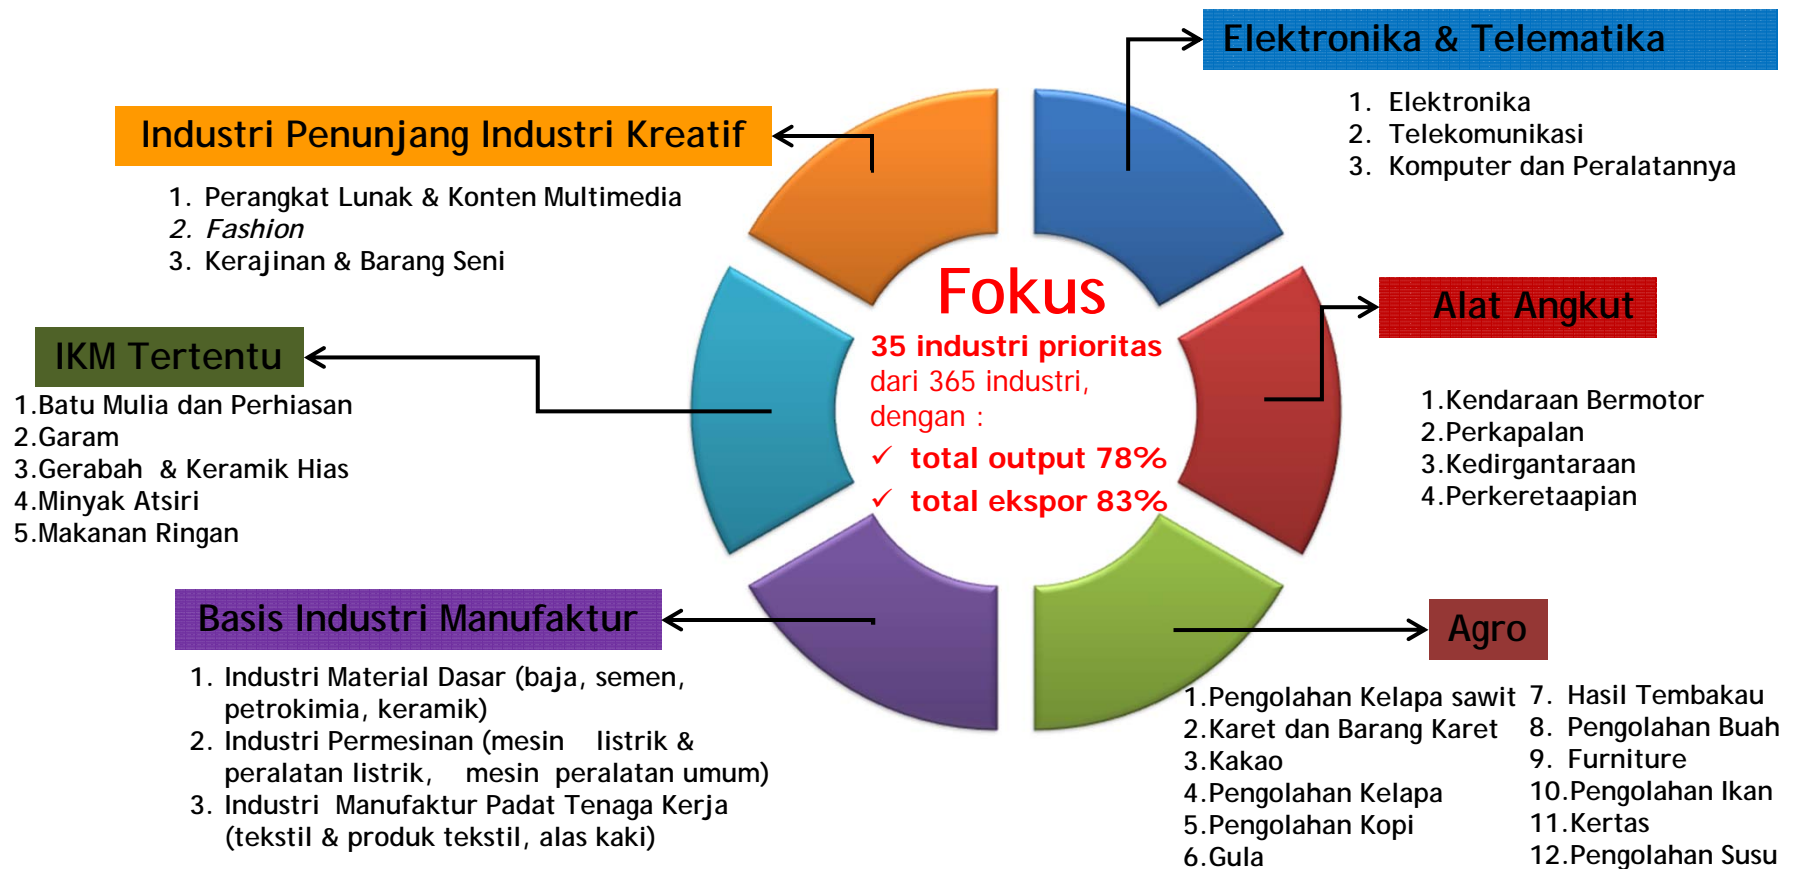 Elektronika & Telematika
1. Elektronika
2. Telekomunikasi
3. Komputer dan Peralatannya
Industri Penunjang Industri Kreatif
1. Perangkat Lunak & Konten Multimedia
2. Fashion
3. Kerajinan & Barang Seni
Fokus
35 industri prioritas
dari 365 industri,
dengan :
✓ total output 78%
✓ total ekspor 83%
Alat Angkut
1.Kendaraan Bermotor
2.Perkapalan
3.Kedirgantaraan
4.Perkeretaapian
IKM Tertentu
1.Batu Mulia dan Perhiasan
2.Garam
3.Gerabah & Keramik Hias
4.Minyak Atsiri
5.Makanan Ringan
Basis Industri Manufaktur
1. Industri Material Dasar (baja, semen,
petrokimia, keramik)
2. Industri Permesinan (mesin listrik &
peralatan listrik, mesin peralatan umum)
3. Industri Manufaktur Padat Tenaga Kerja
(tekstil & produk tekstil, alas kaki)
Agro
1.Pengolahan Kelapa sawit
2.Karet dan Barang Karet
3.Kakao
4.Pengolahan Kelapa
5.Pengolahan Kopi
6.Gula
7. Hasil Tembakau
8. Pengolahan Buah
9. Furniture
10.Pengolahan Ikan
11.Kertas
12.Pengolahan Susu